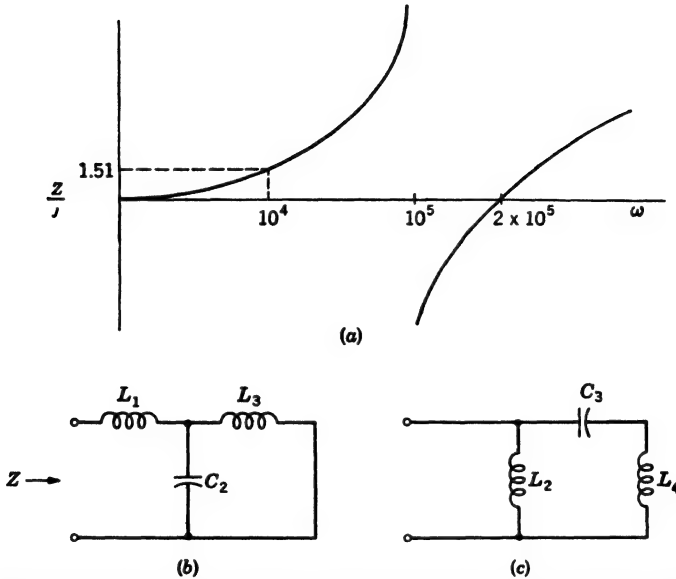 1.51
Z
J
10⁴
10⁵
2 × 10⁵
ω
(a)
L₁
L₃
Z
C₂
(b)
C₃
L₂
L₄
(c)